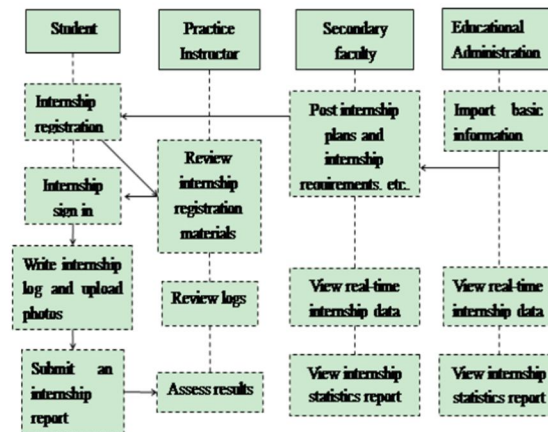 Student
Practice
Instructor
Secondary
faculty
Educational
Administration
Internship
registration
Post internship
plans and
internship
requirements, etc..
Import basic
information
Review
internship
registration
materials
Internship
sign in
Write internship
log and upload
photos
Review logs
View real-time
internship data
View real-time
internship data
Submit an
internship
report
Assess results
View internship
statistics report
View internship
statistics report